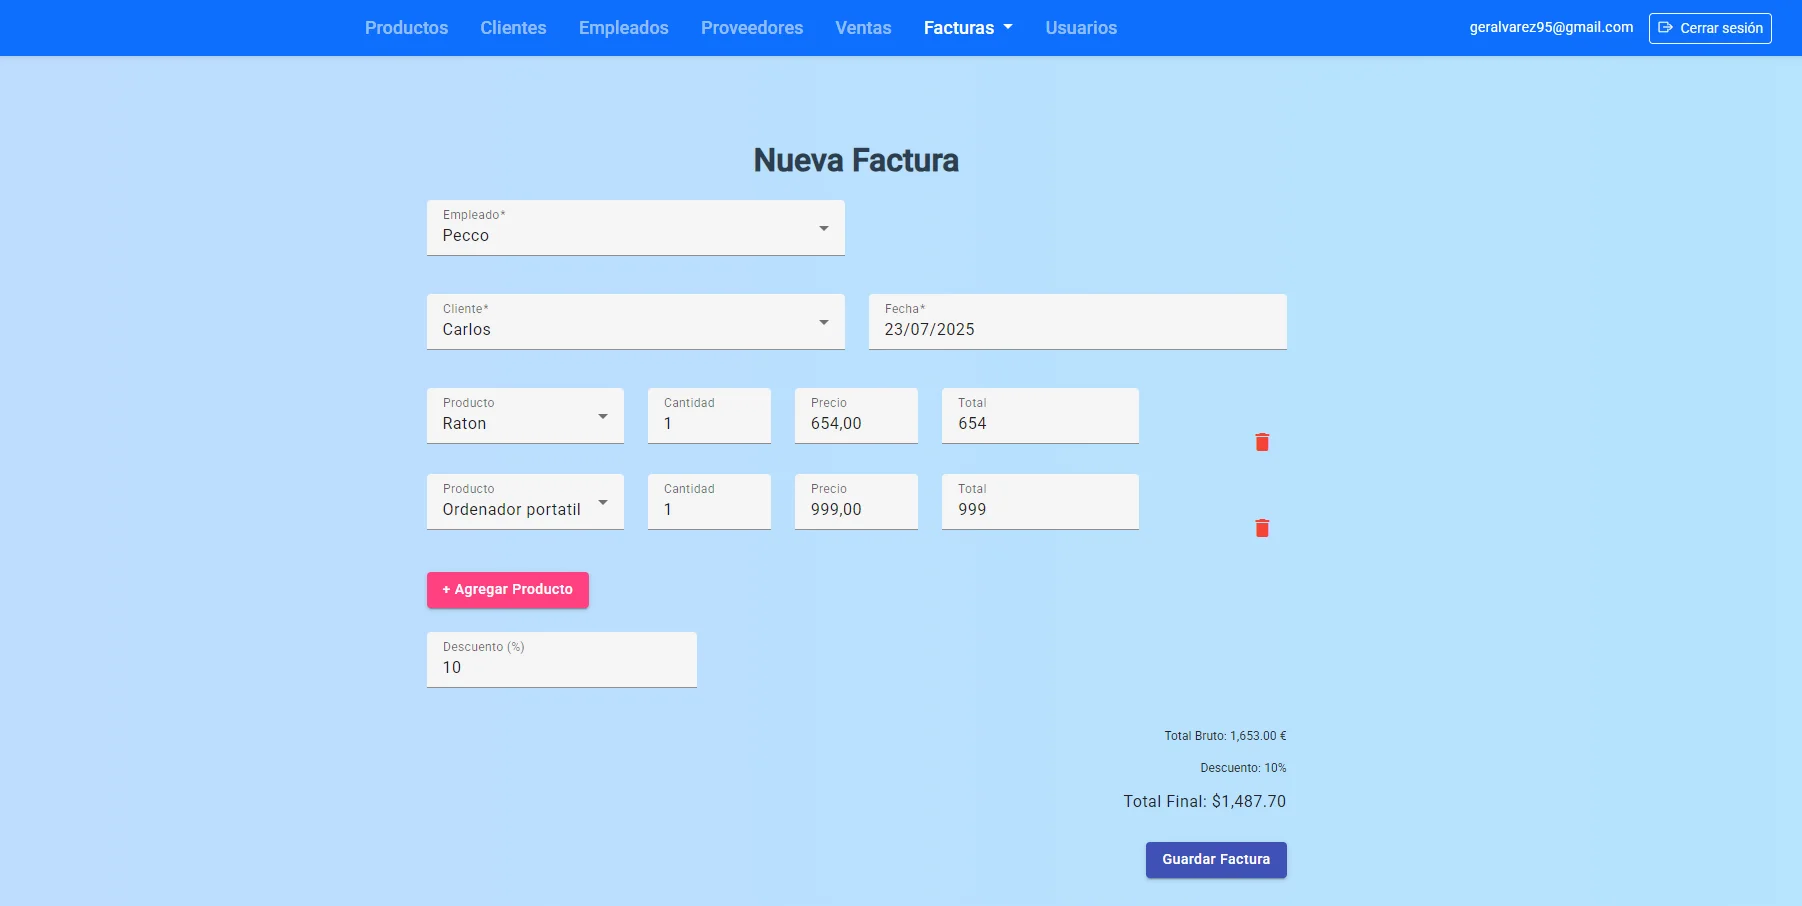 Productos Clientes Empleados Proveedores Ventas Facturas Usuarios geralvarez95@gmail.com Cerrar sesión
Nueva Factura
Empleado*
Pecco
Cliente* Fecha*
Carlos 23/07/2025
Producto Cantidad Precio Total
Raton 1 654,00 654
Producto Cantidad Precio Total
Ordenador portatil 1 999,00 999
+ Agregar Producto
Descuento (%)
10
Total Bruto: 1,653.00 €
Descuento: 10%
Total Final: $1,487.70
Guardar Factura